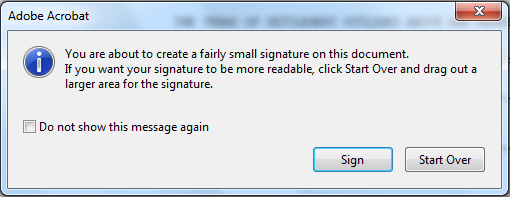 Adobe Acrobat
You are about to create a fairly small signature on this document.
If you want your signature to be more readable, click Start Over and drag out a
larger area for the signature.
Do not show this message again
Sign
Start Over